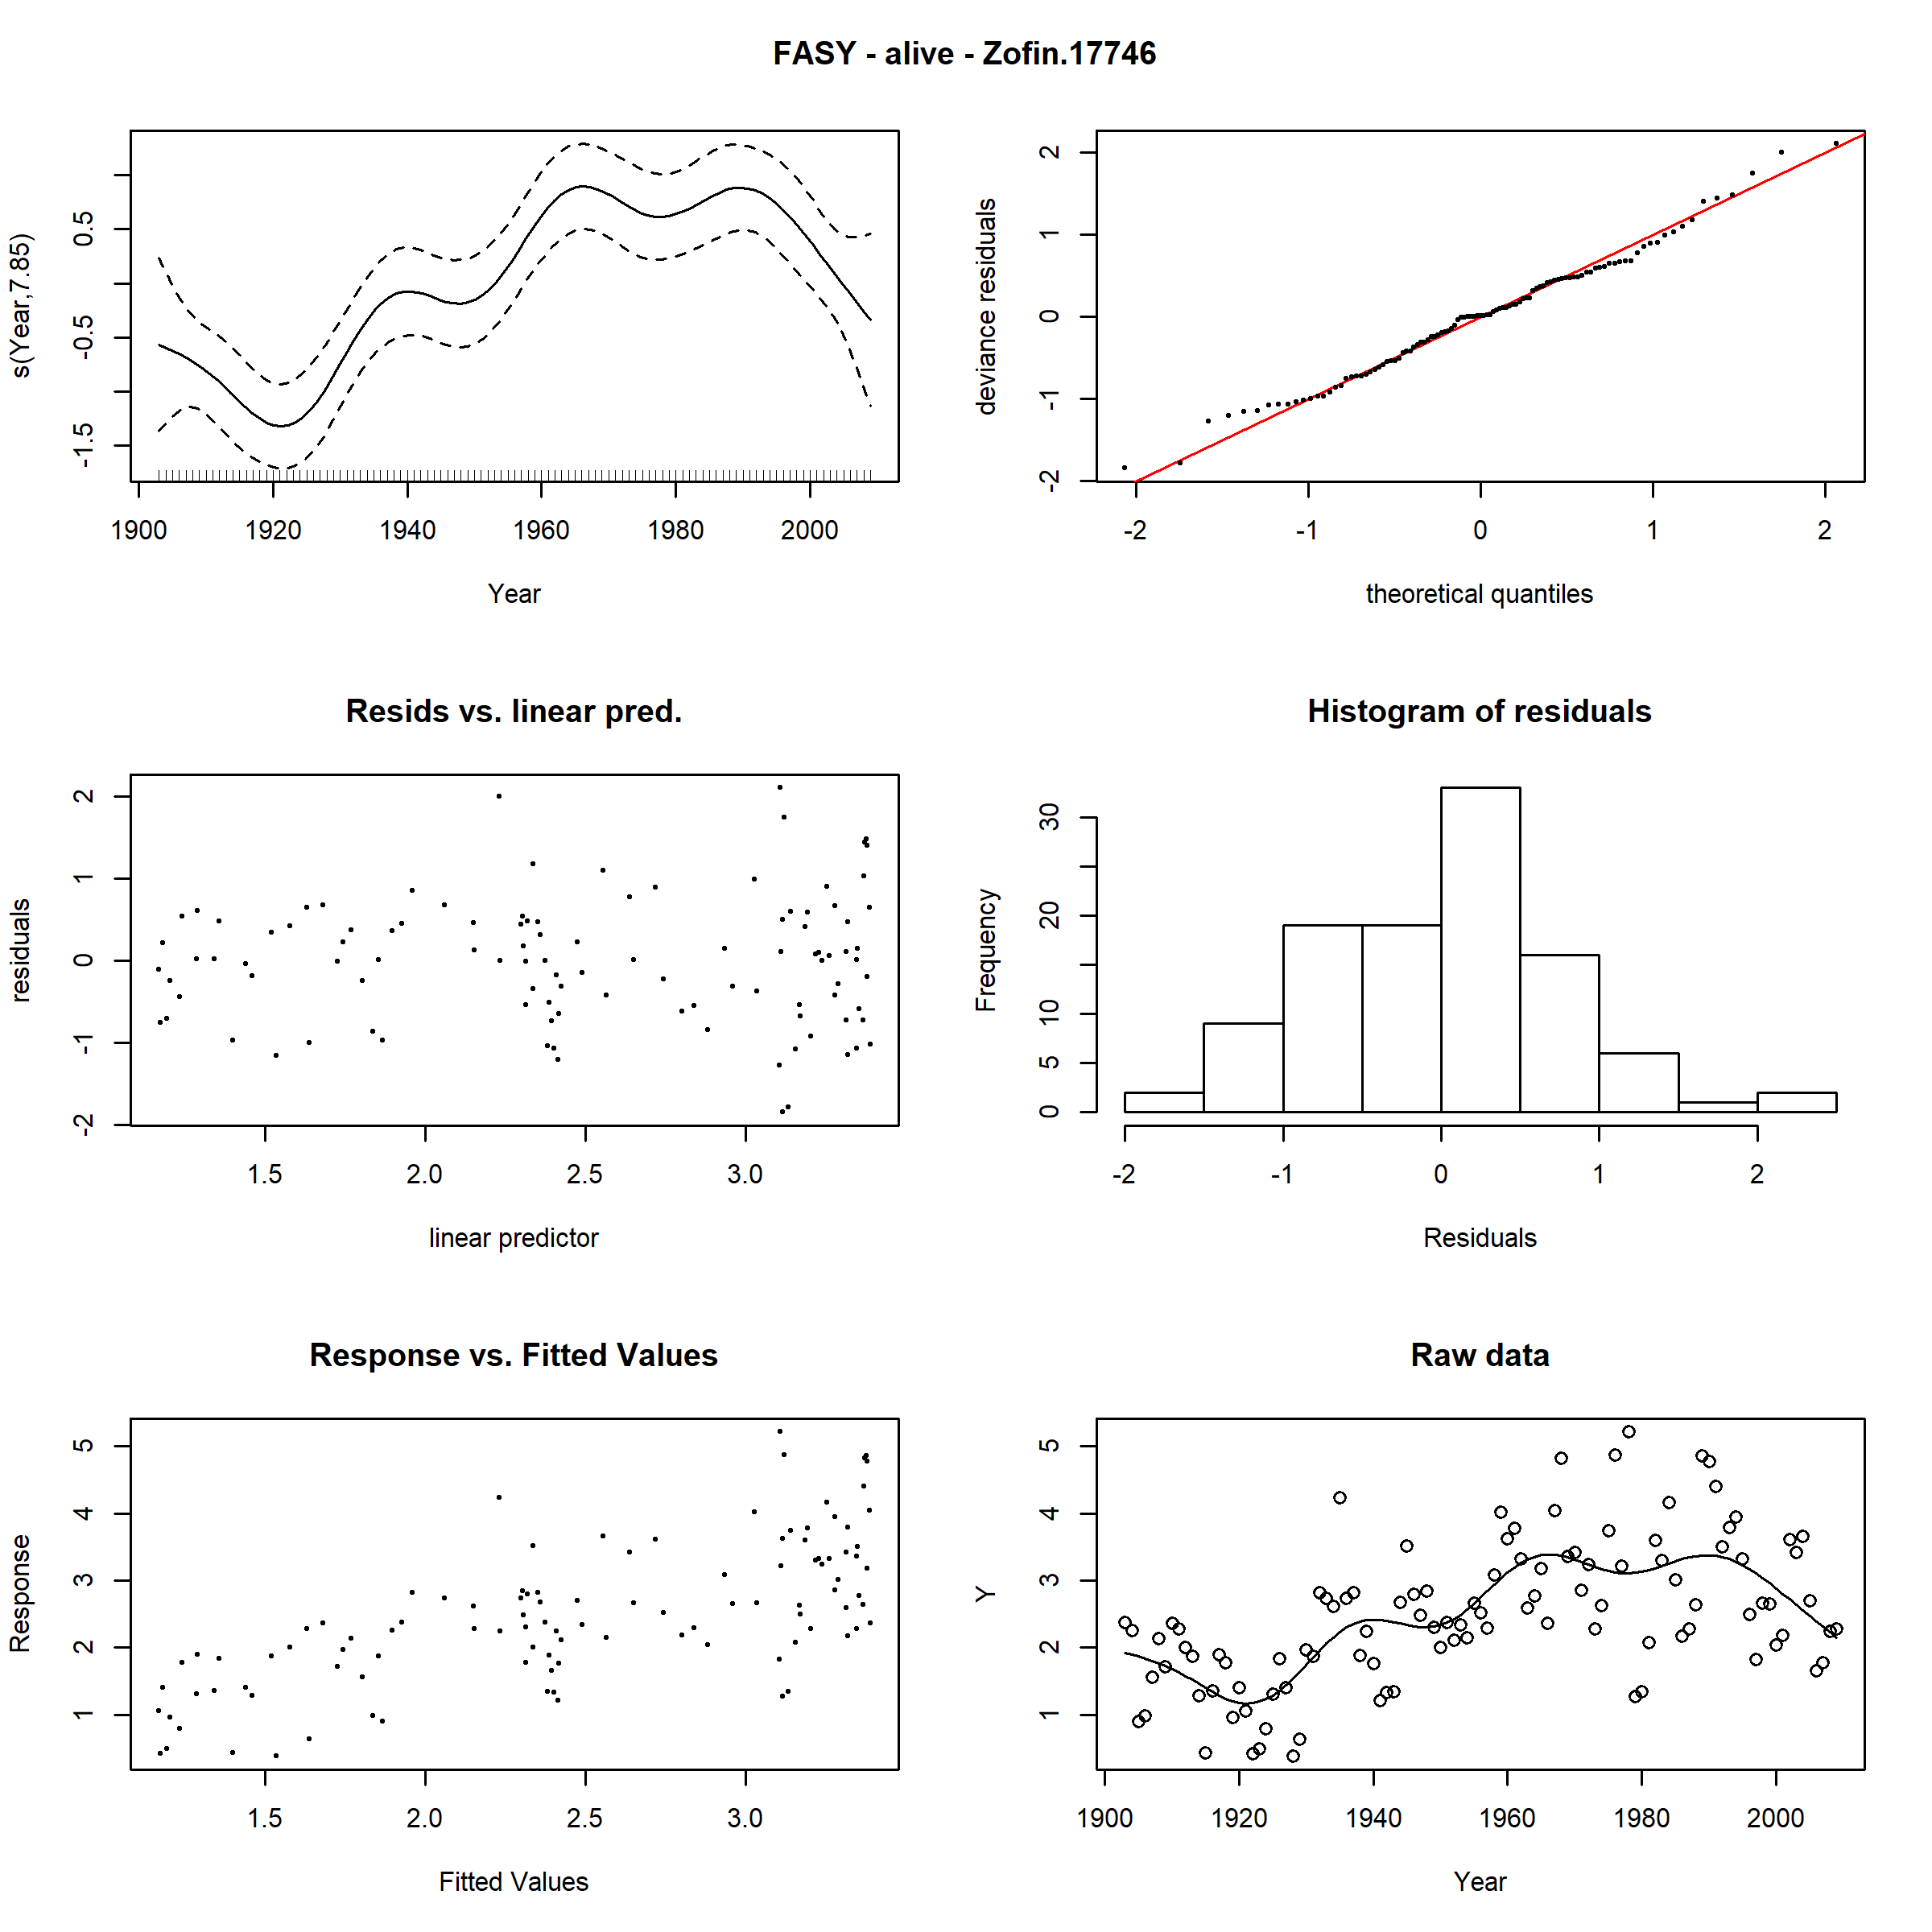 FASY - alive - Zofin.17746
s(Year,7.85)
0.5
-0.5
-1.5
1900 1920 1940 1960 1980 2000
Year
deviance residuals
2
1
0
-1
-2
-2 -1 0 1 2
theoretical quantiles
Resids vs. linear pred.
residuals
2
1
0
-1
-2
1.5 2.0 2.5 3.0
linear predictor
Histogram of residuals
Frequency
30
20
10
5
0
-2 -1 0 1 2
Residuals
Response vs. Fitted Values
Response
5
4
3
2
1
1.5 2.0 2.5 3.0
Fitted Values
Raw data
Y
5
4
3
2
1
1900 1920 1940 1960 1980 2000
Year